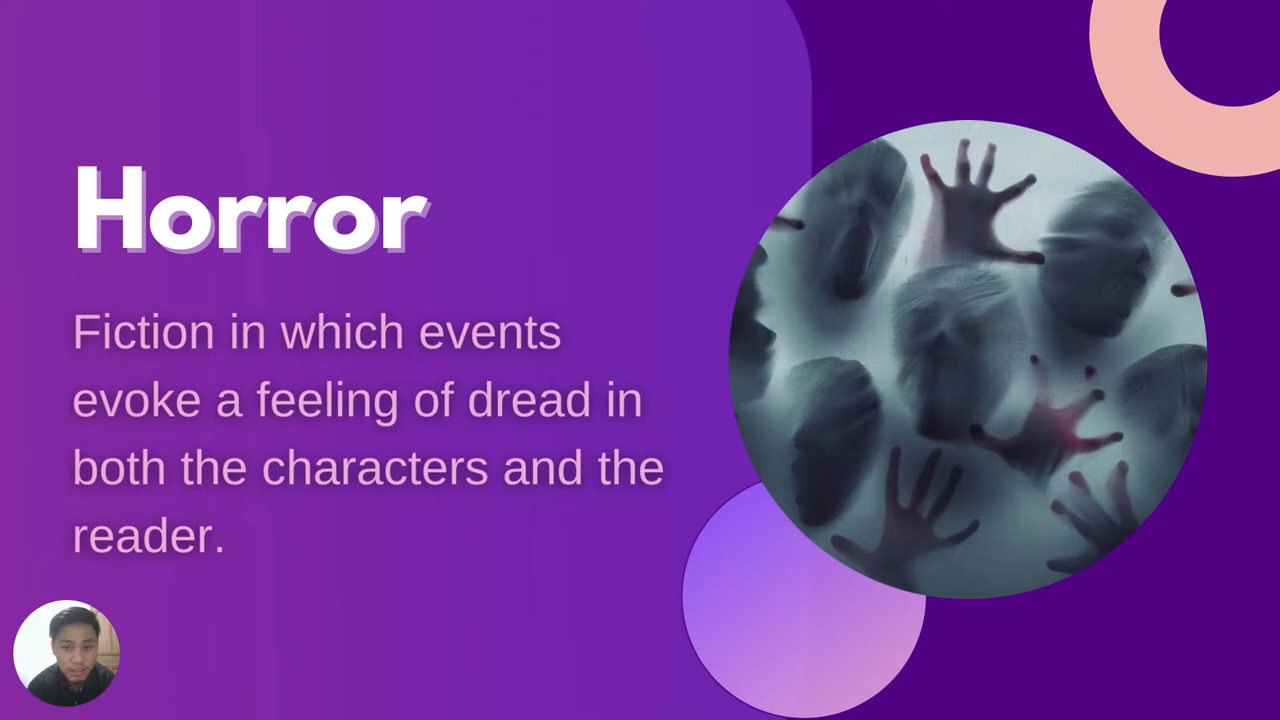 Horror
Fiction in which events
evoke a feeling of dread in
both the characters and the
reader.